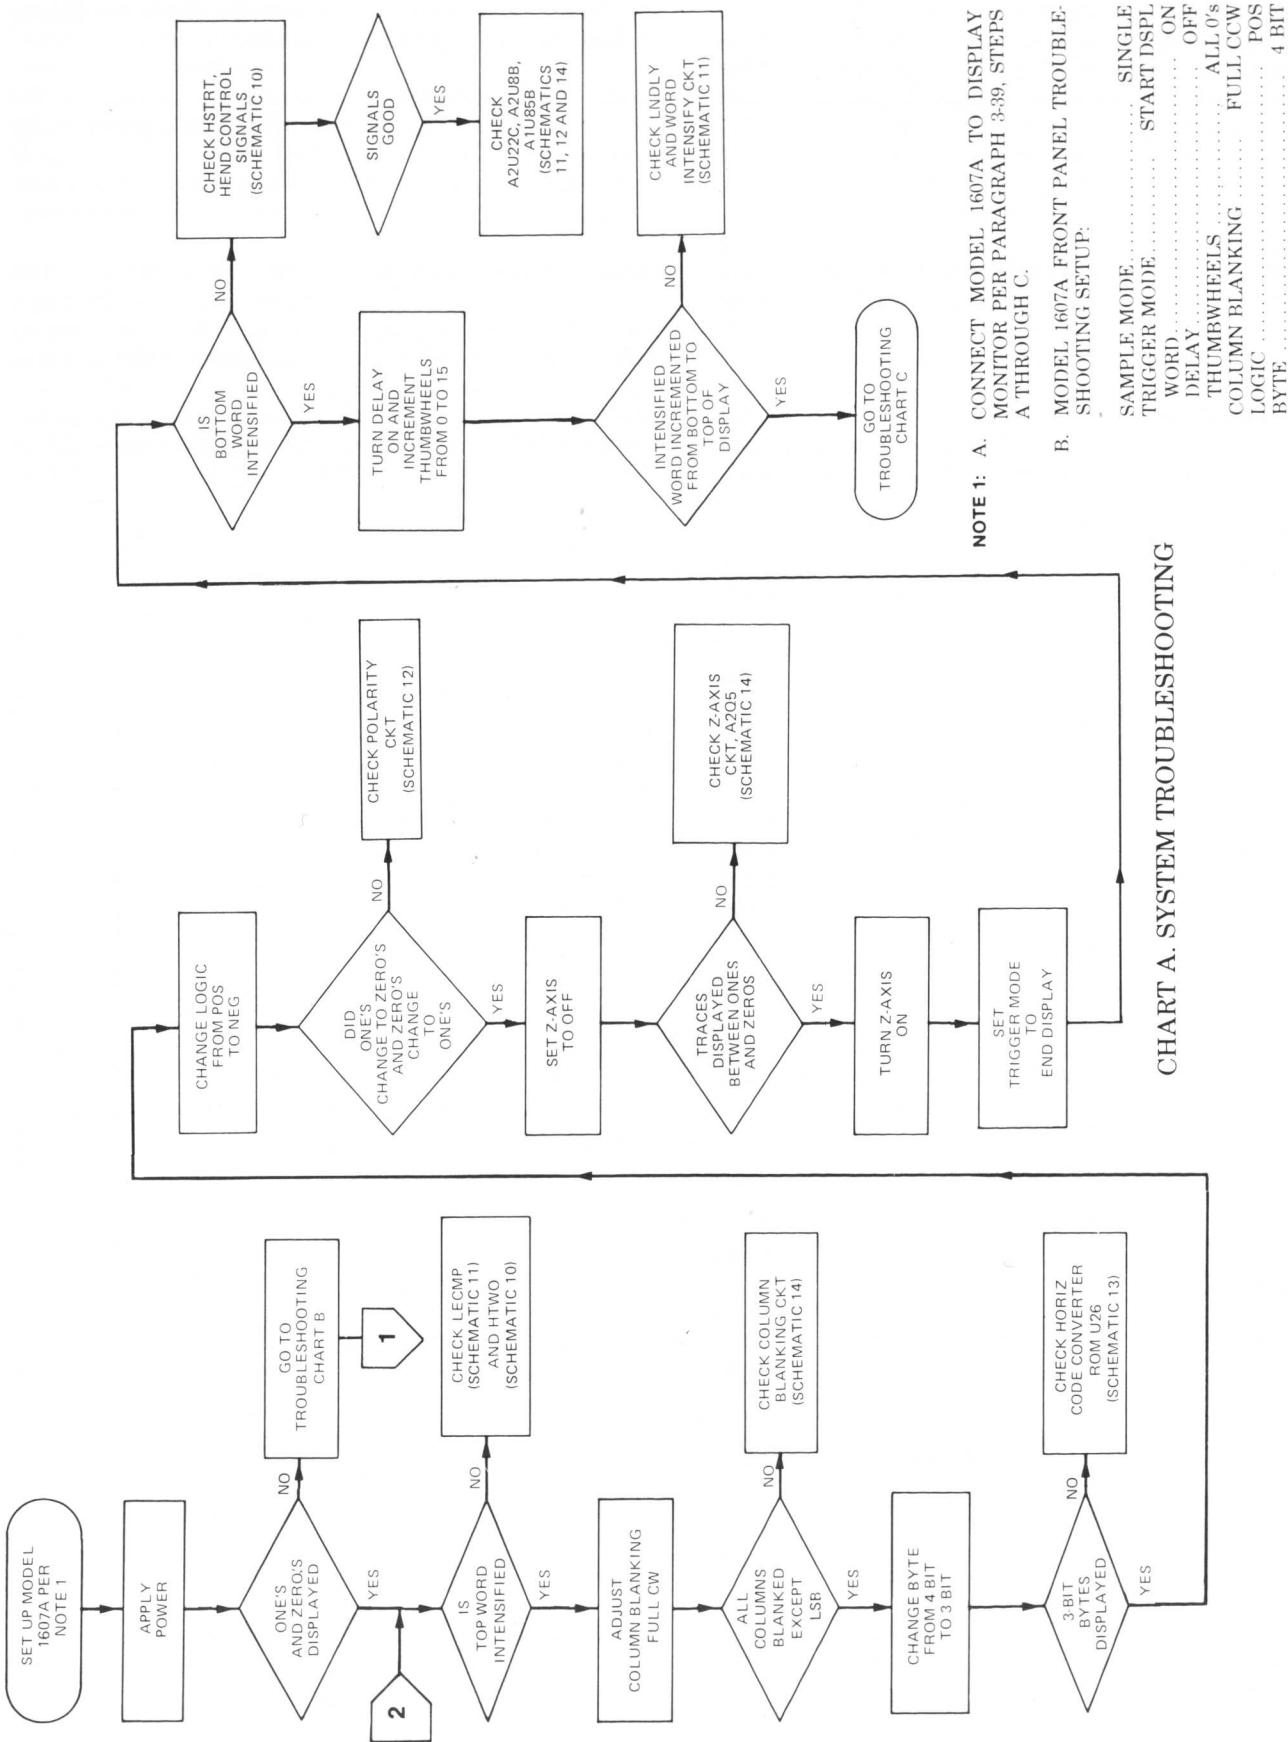 SET UP MODEL
1607A PER
NOTE 1
APPLY
POWER
ONE'S
AND ZERO'S
DISPLAYED
NO
GO TO
TROUBLESHOOTING
CHART B
1
YES
2
IS
TOP WORD
INTENSIFIED
NO
CHECK LECMP
(SCHEMATIC 11)
AND HTWO
(SCHEMATIC 10)
YES
ADJUST
COLUMN BLANKING
FULL CW
ALL
COLUMNS
BLANKED
EXCEPT
LSB
NO
CHECK COLUMN
BLANKING CKT
(SCHEMATIC 14)
YES
CHANGE BYTE
FROM 4 BIT
TO 3 BIT
3-BIT
BYTES
DISPLAYED
NO
CHECK HORIZ
CODE CONVERTER
ROM U26
(SCHEMATIC 13)
YES
CHANGE LOGIC
FROM POS
TO NEG
DID
ONE'S
CHANGE TO ZERO'S
AND ZERO'S
CHANGE
TO
ONE'S
NO
CHECK POLARITY
CKT
(SCHEMATIC 12)
YES
SET Z-AXIS
TO OFF
TRACES
DISPLAYED
BETWEEN ONES
AND ZEROS
NO
CHECK Z-AXIS
CKT, A2Q5
(SCHEMATIC 14)
YES
TURN Z-AXIS
ON
SET
TRIGGER MODE
TO
END DISPLAY
IS
BOTTOM
WORD
INTENSIFIED
NO
CHECK HSTRT,
HEND CONTROL
SIGNALS
(SCHEMATIC 10)
SIGNALS
GOOD
YES
CHECK
A2U22C, A2U8B,
A1U85B
(SCHEMATICS
11, 12 AND 14)
YES
TURN DELAY
ON AND
INCREMENT
THUMBWHEELS
FROM 0 TO 15
INTENSIFIED
WORD INCREMENTED
FROM BOTTOM TO
TOP OF
DISPLAY
NO
CHECK LNDLY
AND WORD
INTENSIFY CKT
(SCHEMATIC 11)
YES
GO TO
TROUBLESHOOTING
CHART C
NOTE 1: A. CONNECT MODEL 1607A TO DISPLAY
MONITOR PER PARAGRAPH 3-39, STEPS
A THROUGH C.
B. MODEL 1607A FRONT PANEL TROUBLE-
SHOOTING SETUP:
SAMPLE MODE .......... SINGLE
TRIGGER MODE .......... START DSPL
WORD .......... ON
DELAY .......... OFF
THUMBWHEELS .......... ALL 0's
COLUMN BLANKING .......... FULL CCW
LOGIC .......... POS
BYTE .......... 4 BIT
CHART A. SYSTEM TROUBLESHOOTING